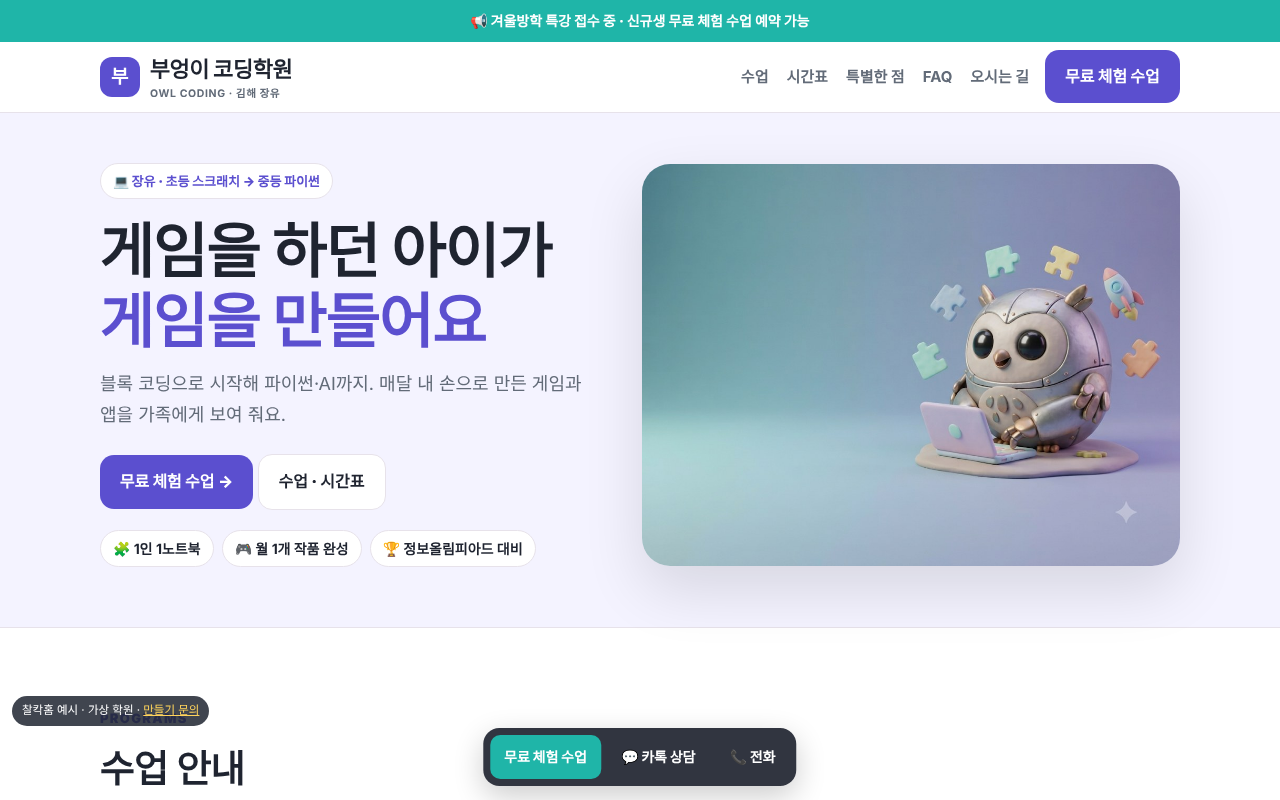 📢 겨울방학 특강 접수 중 · 신규생 무료 체험 수업 예약 가능
부
부엉이 코딩학원
OWL CODING · 김해 장유
수업 시간표 특별한 점 FAQ 오시는 길 무료 체험 수업
💻 장유 · 초등 스크래치 → 중등 파이썬
게임을 하던 아이가
게임을 만들어요
블록 코딩으로 시작해 파이썬·AI까지. 매달 내 손으로 만든 게임과
앱을 가족에게 보여 줘요.
무료 체험 수업 → 수업 · 시간표
🧩 1인 1노트북 🎮 월 1개 작품 완성 🏆 정보올림피아드 대비
찰칵홈 예시 · 가상 학원 · 만들기 문의
PROGRAMS
수업 안내
무료 체험 수업 💬 카톡 상담 📞 전화